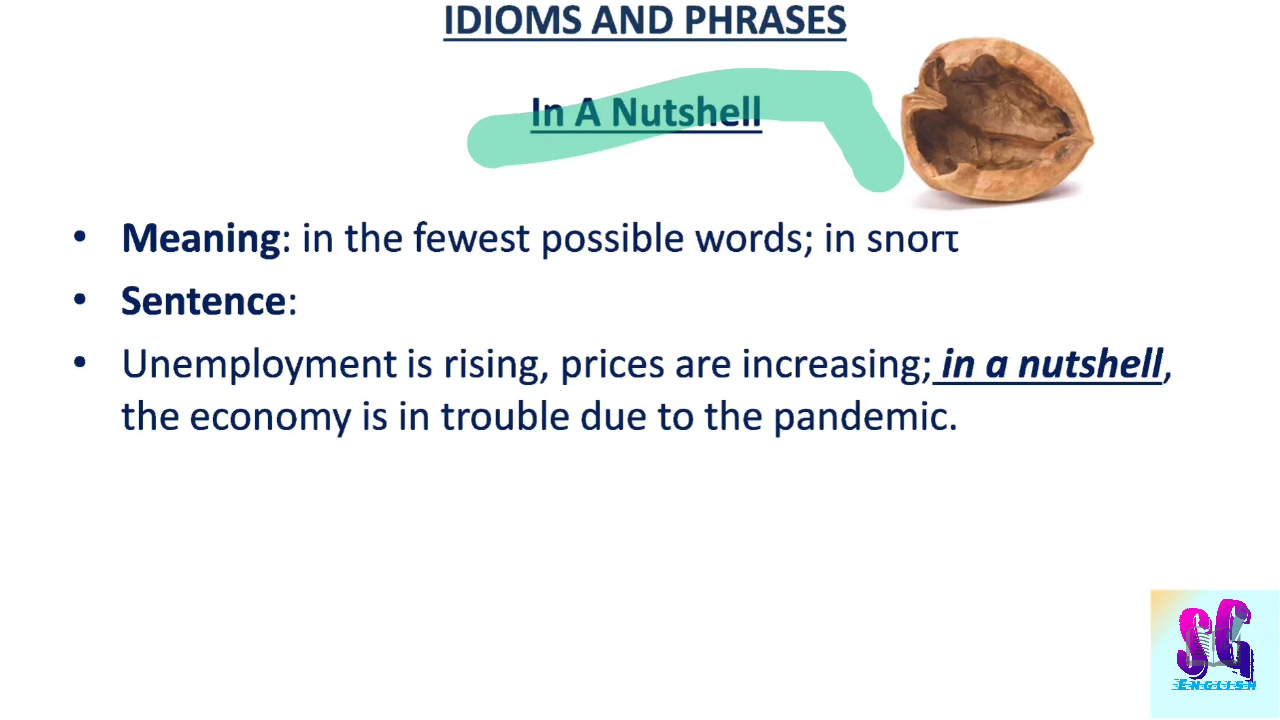 IDIOMS AND PHRASES
In A Nutshell
• Meaning: in the fewest possible words; in short
• Sentence:
• Unemployment is rising, prices are increasing; in a nutshell,
the economy is in trouble due to the pandemic.
SG
ENGLISH